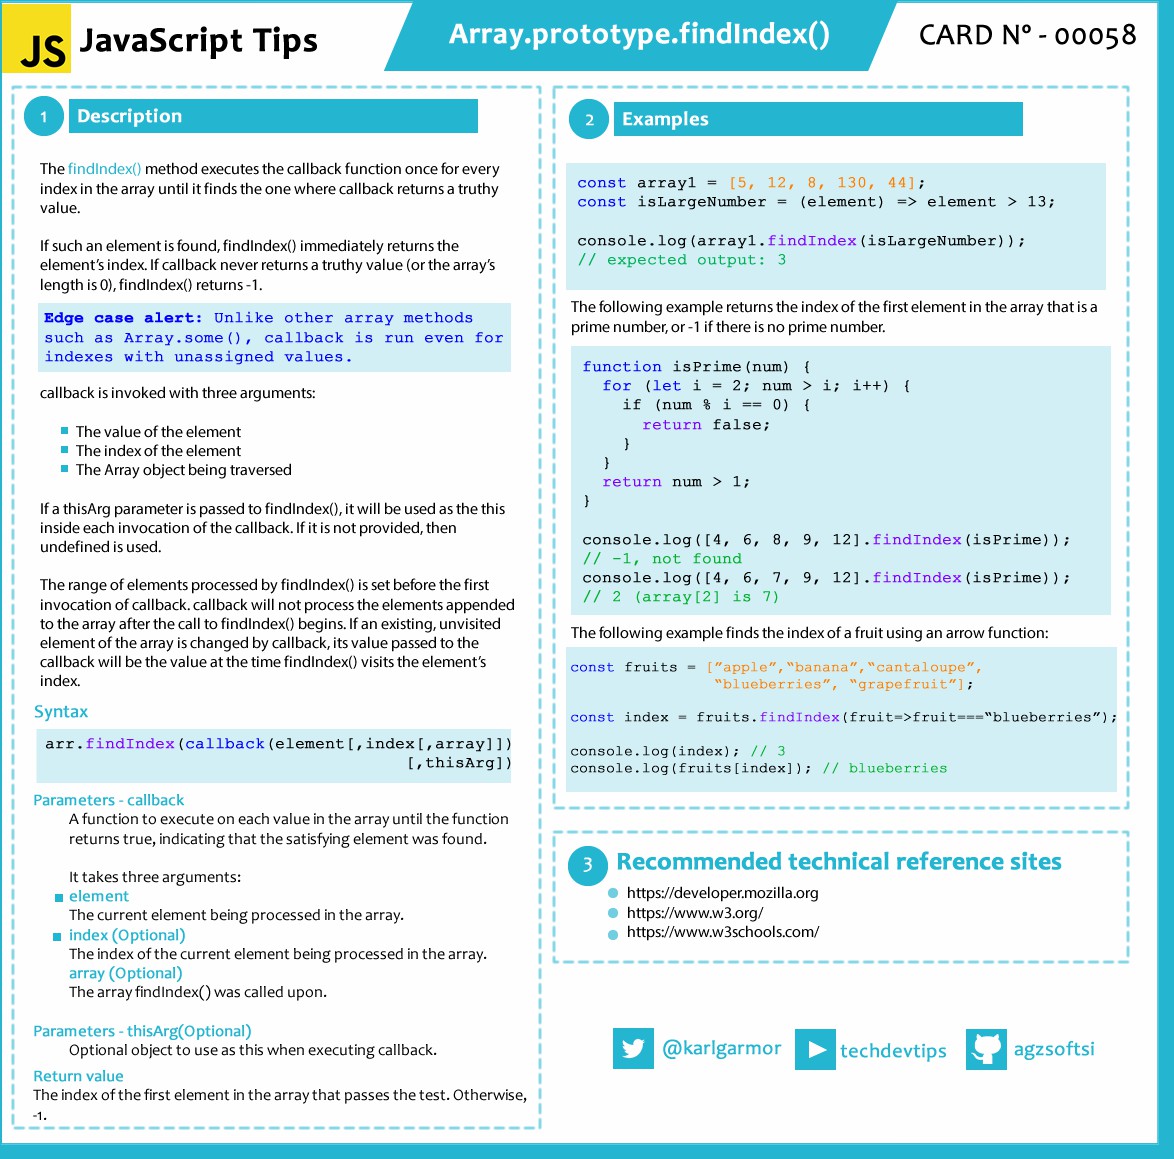 JS JavaScript Tips
Array.prototype.findIndex()
CARD Nº - 00058
1 Description
The findIndex() method executes the callback function once for every
index in the array until it finds the one where callback returns a truthy
value.
If such an element is found, findIndex() immediately returns the
element's index. If callback never returns a truthy value (or the array's
length is 0), findIndex() returns -1.
Edge case alert: Unlike other array methods
such as Array.some(), callback is run even for
indexes with unassigned values.
callback is invoked with three arguments:
The value of the element
The index of the element
The Array object being traversed
If a thisArg parameter is passed to findIndex(), it will be used as the this
inside each invocation of the callback. If it is not provided, then
undefined is used.
The range of elements processed by findIndex() is set before the first
invocation of callback. callback will not process the elements appended
to the array after the call to findIndex() begins. If an existing, unvisited
element of the array is changed by callback, its value passed to the
callback will be the value at the time findIndex() visits the element's
index.
Syntax
arr.findIndex(callback(element[,index[,array]])
[,thisArg])
Parameters - callback
A function to execute on each value in the array until the function
returns true, indicating that the satisfying element was found.
It takes three arguments:
element
The current element being processed in the array.
index (Optional)
The index of the current element being processed in the array.
array (Optional)
The array findIndex() was called upon.
Parameters - thisArg(Optional)
Optional object to use as this when executing callback.
Return value
The index of the first element in the array that passes the test. Otherwise,
-1.
2 Examples
const array1 = [5, 12, 8, 130, 44];
const isLargeNumber = (element) => element > 13;
console.log(array1.findIndex(isLargeNumber));
// expected output: 3
The following example returns the index of the first element in the array that is a
prime number, or -1 if there is no prime number.
function isPrime(num) {
for (let i = 2; num > i; i++) {
if (num % i == 0) {
return false;
}
}
return num > 1;
}
console.log([4, 6, 8, 9, 12].findIndex(isPrime));
// -1, not found
console.log([4, 6, 7, 9, 12].findIndex(isPrime));
// 2 (array[2] is 7)
The following example finds the index of a fruit using an arrow function:
const fruits = ["apple","banana","cantaloupe",
"blueberries", "grapefruit"];
const index = fruits.findIndex(fruit=>fruit==="blueberries");
console.log(index); // 3
console.log(fruits[index]); // blueberries
3 Recommended technical reference sites
https://developer.mozilla.org
https://www.w3.org/
https://www.w3schools.com/
@karlgarmor
techdevtips
agzsoftsi